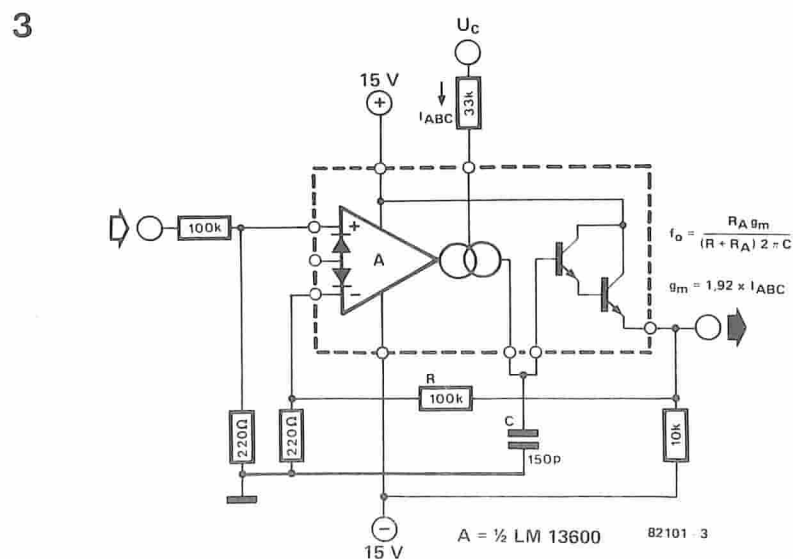 3
U_C
15 V
+
I_ABC
33k
100k
+
A
−
f_o = R_A g_m / (R + R_A) 2 π C
g_m = 1,92 x I_ABC
R
100k
220Ω
220Ω
C
150p
10k
−
15 V
A = ½ LM 13600
82101 - 3